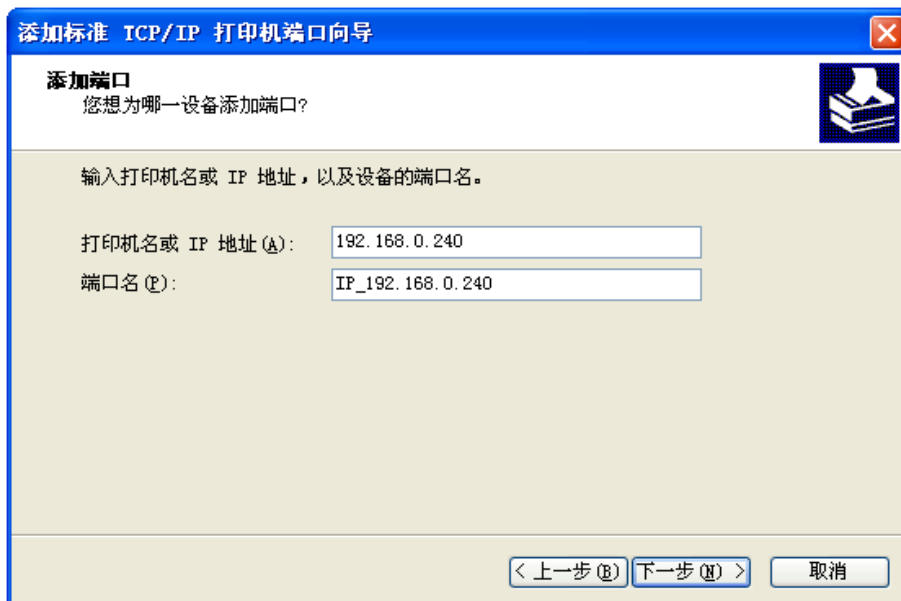 添加标准 TCP/IP 打印机端口向导
添加端口
您想为哪一设备添加端口?
输入打印机名或 IP 地址，以及设备的端口名。
打印机名或 IP 地址(A): 192.168.0.240
端口名(P): IP_192.168.0.240
< 上一步(B) 下一步(N) > 取消